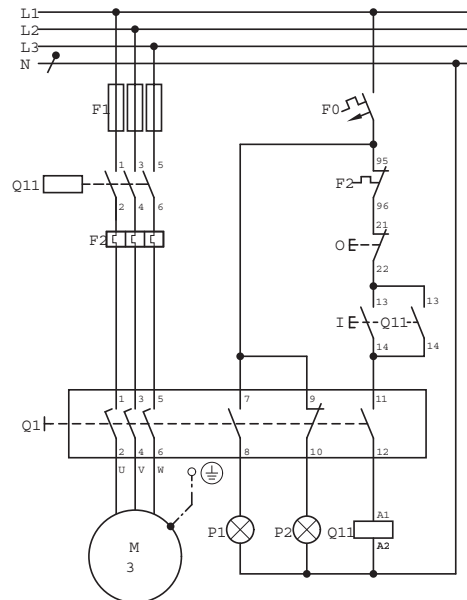 L1
L2
L3
N
F1
F0
1 3 5
95
Q11
F2
2 4 6
96
F2
21
O
22
13 13
I Q11
14 14
1 3 5 7 9 11
Q1
2 4 6 8 10 12
U V W
A1
P1 P2 Q11
A2
M
3